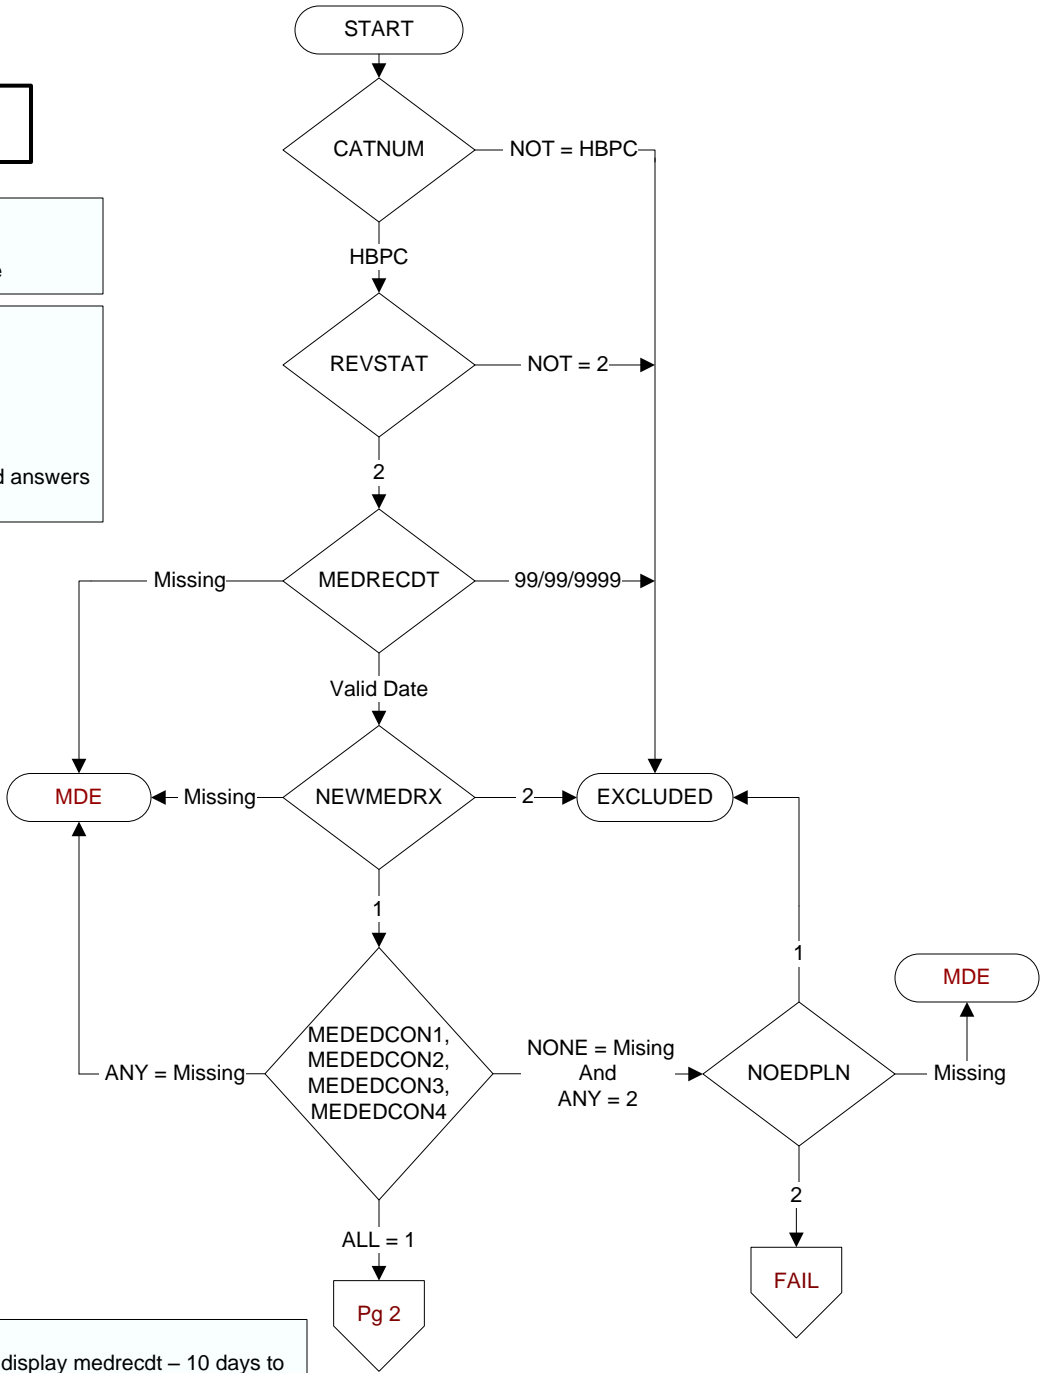 START
CATNUM
NOT = HBPC
HBPC
e
REVSTAT
NOT = 2
d answers
2
Missing
MEDRECDT
99/99/9999
Valid Date
MDE
Missing
NEWMEDRX
2
EXCLUDED
1
1
MDE
ANY = Missing
MEDEDCON1,
MEDEDCON2,
MEDEDCON3,
MEDEDCON4
NONE = Mising
And
ANY = 2
NOEDPLN
Missing
2
ALL = 1
FAIL
Pg 2
display medrecdt – 10 days to